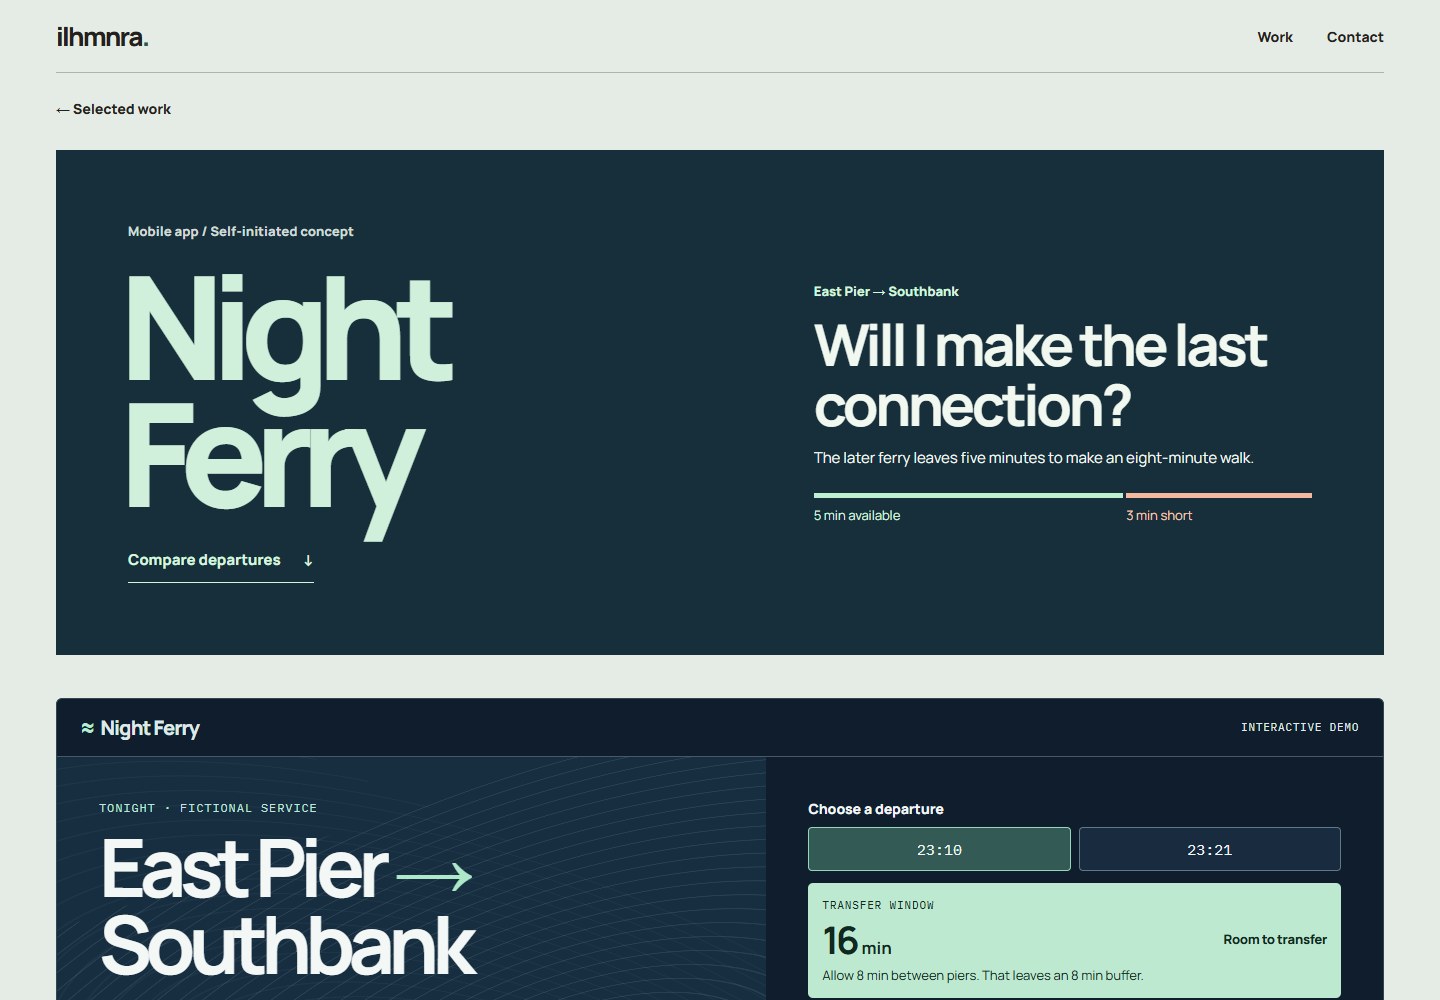 ilhmnra.
Work
Contact
← Selected work
Mobile app / Self-initiated concept
Night
Ferry
Compare departures ↓
East Pier → Southbank
Will I make the last
connection?
The later ferry leaves five minutes to make an eight-minute walk.
5 min available
3 min short
≈ Night Ferry
INTERACTIVE DEMO
TONIGHT · FICTIONAL SERVICE
East Pier →
Southbank
Choose a departure
23:10
23:21
TRANSFER WINDOW
16 min
Room to transfer
Allow 8 min between piers. That leaves an 8 min buffer.